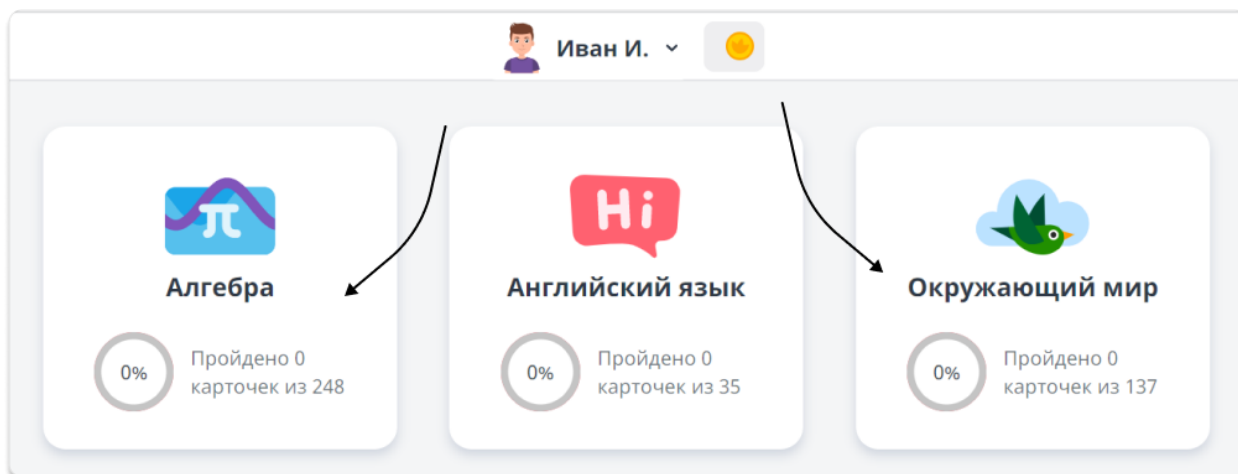 Иван И.
π
Hi
Алгебра
Английский язык
Окружающий мир
0%
Пройдено 0
карточек из 248
0%
Пройдено 0
карточек из 35
0%
Пройдено 0
карточек из 137